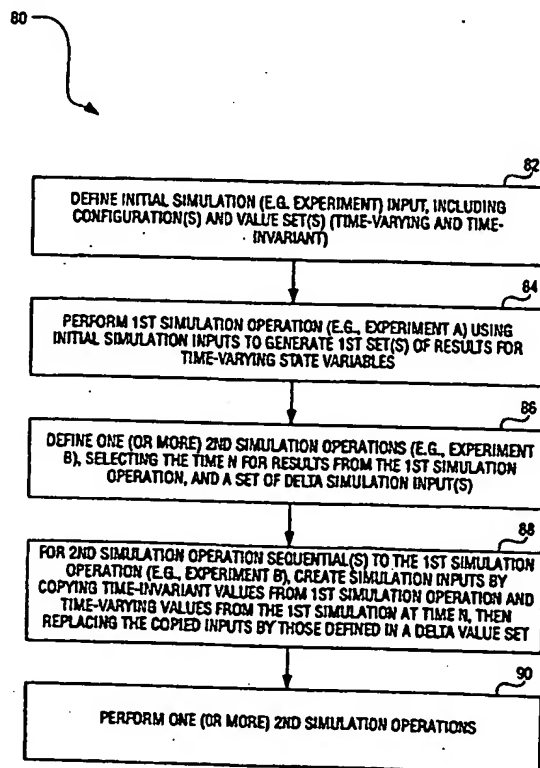 80
82
DEFINE INITIAL SIMULATION (E.G. EXPERIMENT) INPUT, INCLUDING
CONFIGURATION(S) AND VALUE SET(S) (TIME-VARYING AND TIME-
INVARIANT)
84
PERFORM 1ST SIMULATION OPERATION (E.G., EXPERIMENT A) USING
INITIAL SIMULATION INPUTS TO GENERATE 1ST SET(S) OF RESULTS FOR
TIME-VARYING STATE VARIABLES
86
DEFINE ONE (OR MORE) 2ND SIMULATION OPERATIONS (E.G., EXPERIMENT
B), SELECTING THE TIME N FOR RESULTS FROM THE 1ST SIMULATION
OPERATION, AND A SET OF DELTA SIMULATION INPUT(S)
88
FOR 2ND SIMULATION OPERATION SEQUENTIAL(S) TO THE 1ST SIMULATION
OPERATION (E.G., EXPERIMENT B), CREATE SIMULATION INPUTS BY
COPYING TIME-INVARIANT VALUES FROM 1ST SIMULATION OPERATION AND
TIME-VARYING VALUES FROM THE 1ST SIMULATION AT TIME N, THEN
REPLACING THE COPIED INPUTS BY THOSE DEFINED IN A DELTA VALUE SET
90
PERFORM ONE (OR MORE) 2ND SIMULATION OPERATIONS